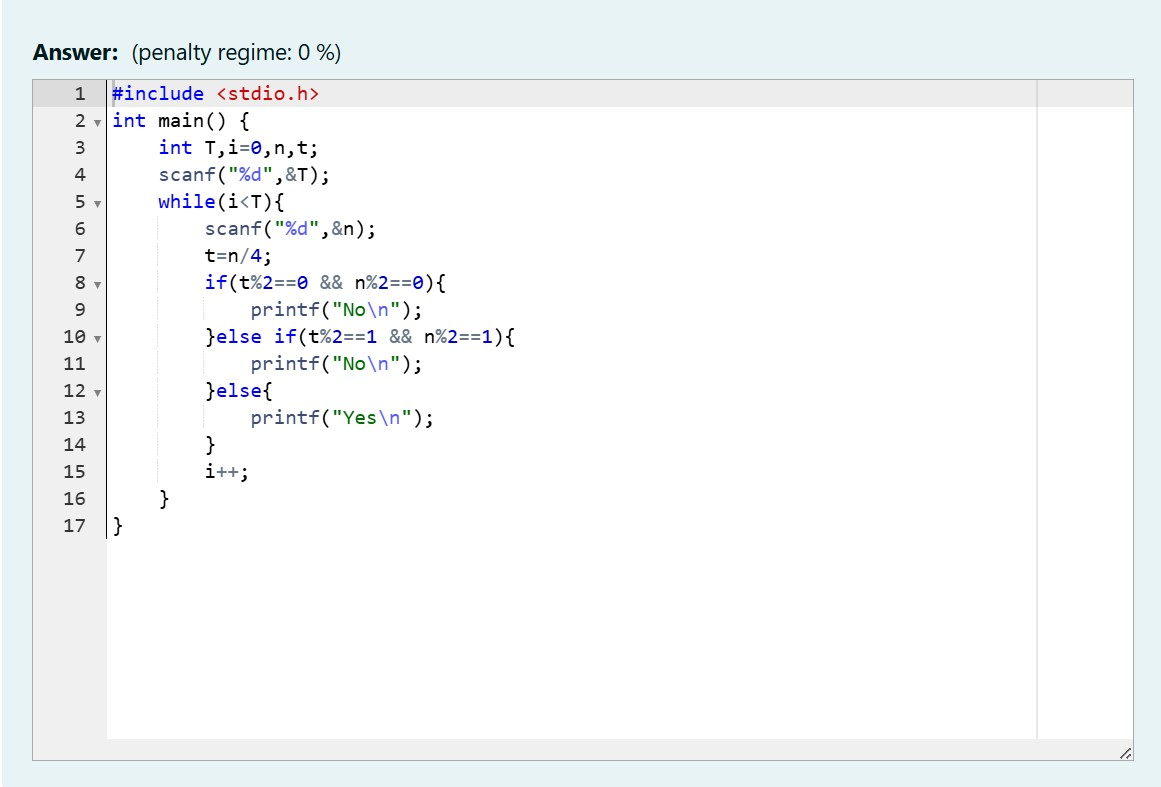 Answer: (penalty regime: 0 %)
1 #include <stdio.h>
2 int main() {
3     int T,i=0,n,t;
4     scanf("%d",&T);
5     while(i<T){
6         scanf("%d",&n);
7         t=n/4;
8         if(t%2==0 && n%2==0){
9             printf("No\n");
10         }else if(t%2==1 && n%2==1){
11             printf("No\n");
12         }else{
13             printf("Yes\n");
14         }
15         i++;
16     }
17 }